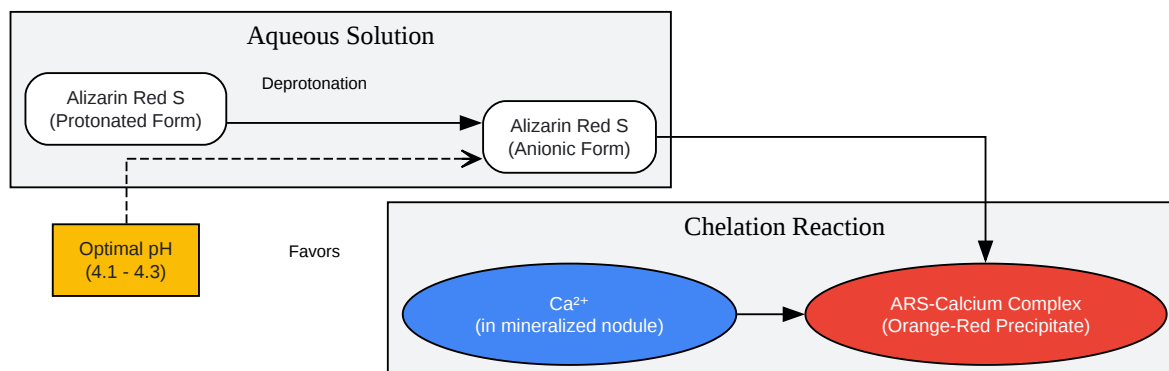 Aqueous Solution
Deprotonation
Alizarin Red S
(Protonated Form)
Alizarin Red S
(Anionic Form)
Optimal pH
(4.1 - 4.3)
Favors
Chelation Reaction
Ca²⁺
(in mineralized nodule)
ARS-Calcium Complex
(Orange-Red Precipitate)